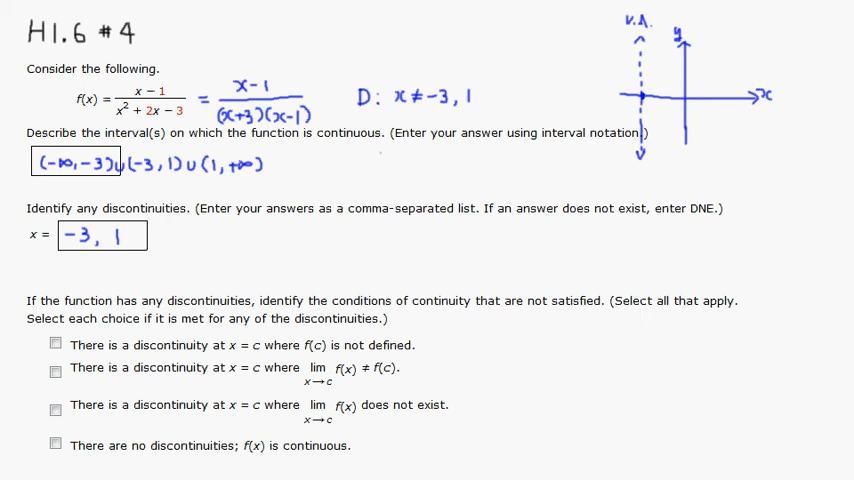 H1.6 #4
V.A.
y
x
Consider the following.
f(x) = x − 1 / x² + 2x − 3 = x-1 / (x+3)(x-1) D: x ≠ -3, 1
Describe the interval(s) on which the function is continuous. (Enter your answer using interval notation.)
(-∞, -3) ∪ (-3, 1) ∪ (1, +∞)
Identify any discontinuities. (Enter your answers as a comma-separated list. If an answer does not exist, enter DNE.)
x = -3, 1
If the function has any discontinuities, identify the conditions of continuity that are not satisfied. (Select all that apply.
Select each choice if it is met for any of the discontinuities.)
There is a discontinuity at x = c where f(c) is not defined.
There is a discontinuity at x = c where lim x→c f(x) ≠ f(c).
There is a discontinuity at x = c where lim x→c f(x) does not exist.
There are no discontinuities; f(x) is continuous.